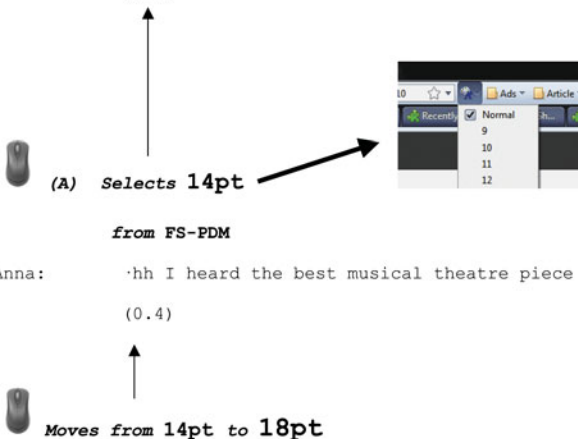 10 Ads Article
Recently h...
Normal
9
10
11
12
(A) Selects 14pt
from FS-PDM
Anna: ·hh I heard the best musical theatre piece
(0.4)
Moves from 14pt to 18pt